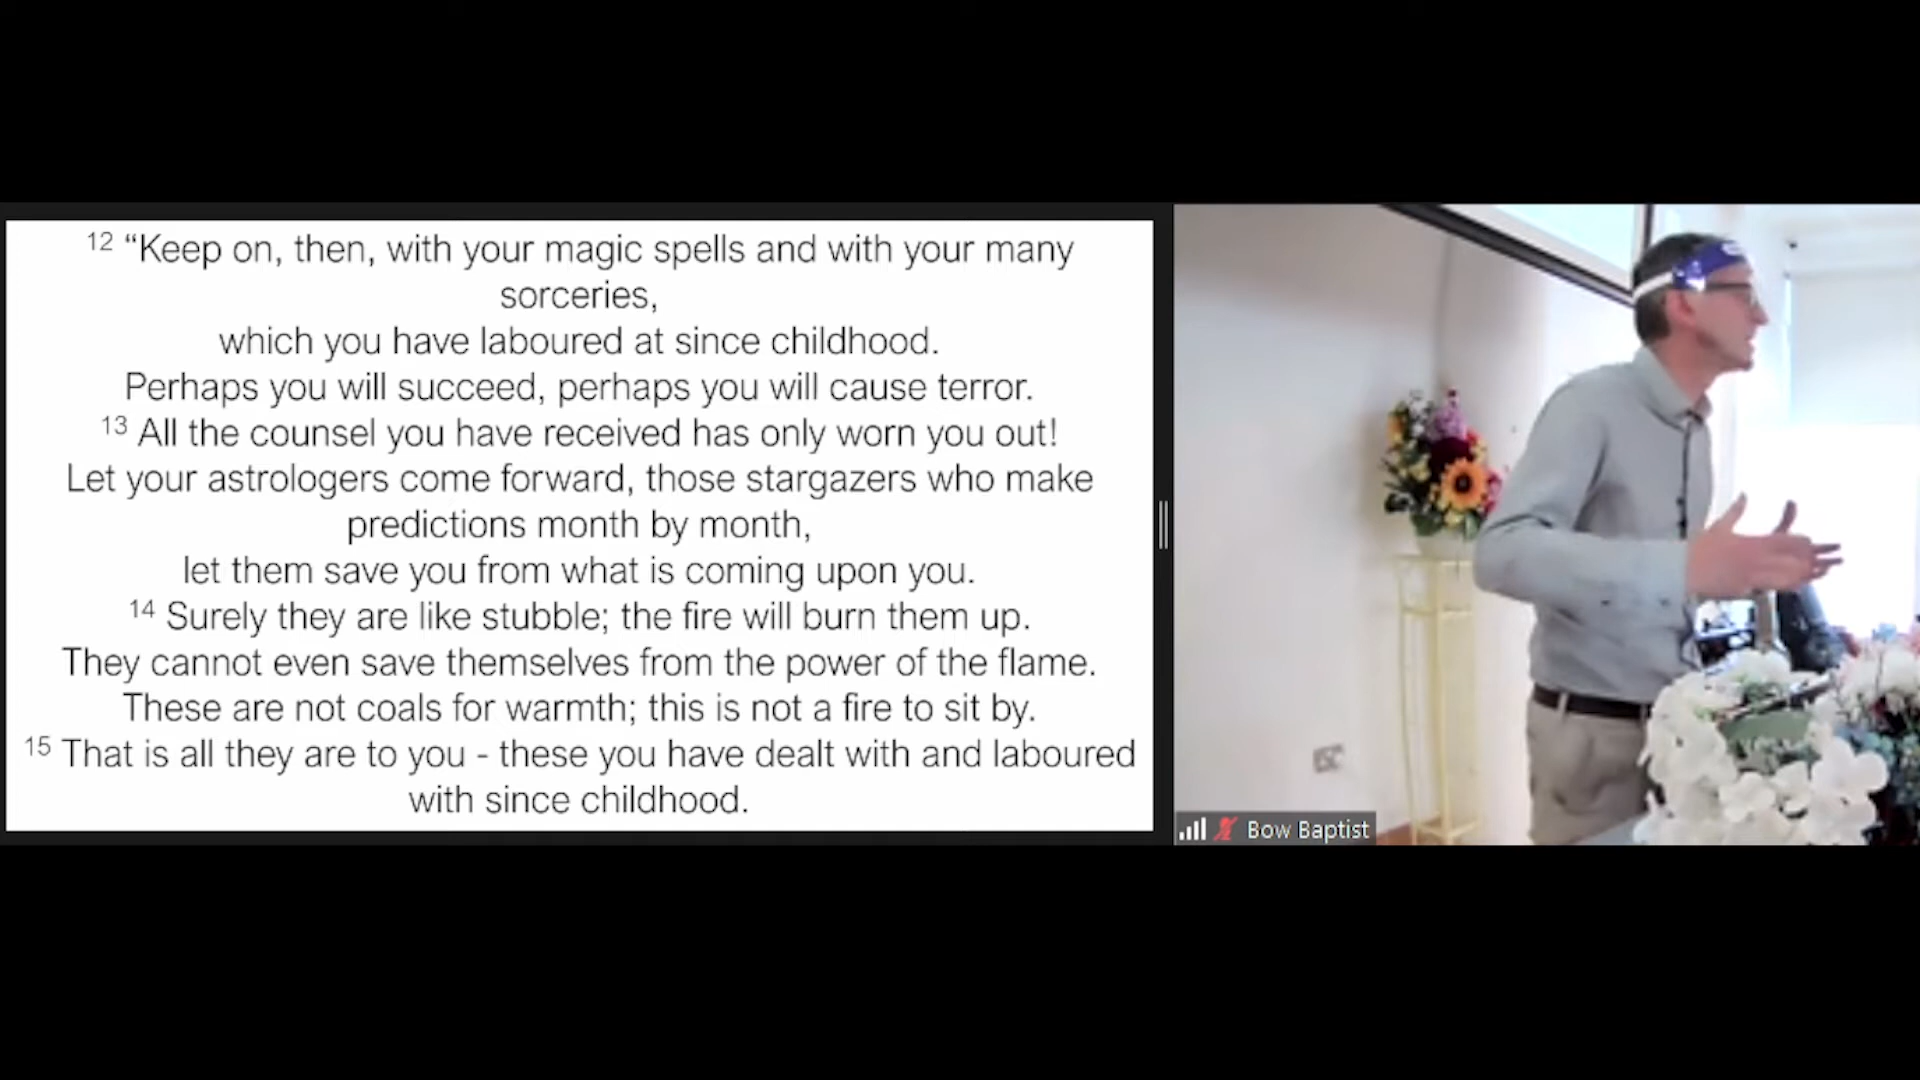 12 “Keep on, then, with your magic spells and with your many
sorceries,
which you have laboured at since childhood.
Perhaps you will succeed, perhaps you will cause terror.
13 All the counsel you have received has only worn you out!
Let your astrologers come forward, those stargazers who make
predictions month by month,
let them save you from what is coming upon you.
14 Surely they are like stubble; the fire will burn them up.
They cannot even save themselves from the power of the flame.
These are not coals for warmth; this is not a fire to sit by.
15 That is all they are to you - these you have dealt with and laboured
with since childhood.
Bow Baptist